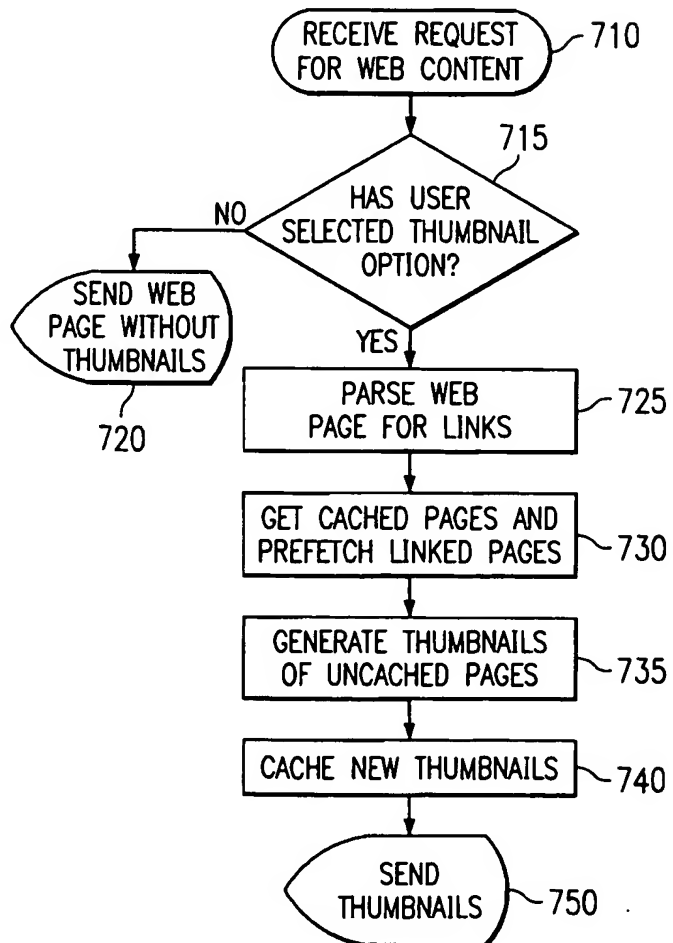 RECEIVE REQUEST
FOR WEB CONTENT
710
715
HAS USER
SELECTED THUMBNAIL
OPTION?
NO
SEND WEB
PAGE WITHOUT
THUMBNAILS
720
YES
PARSE WEB
PAGE FOR LINKS
725
GET CACHED PAGES AND
PREFETCH LINKED PAGES
730
GENERATE THUMBNAILS
OF UNCACHED PAGES
735
CACHE NEW THUMBNAILS
740
SEND
THUMBNAILS
750